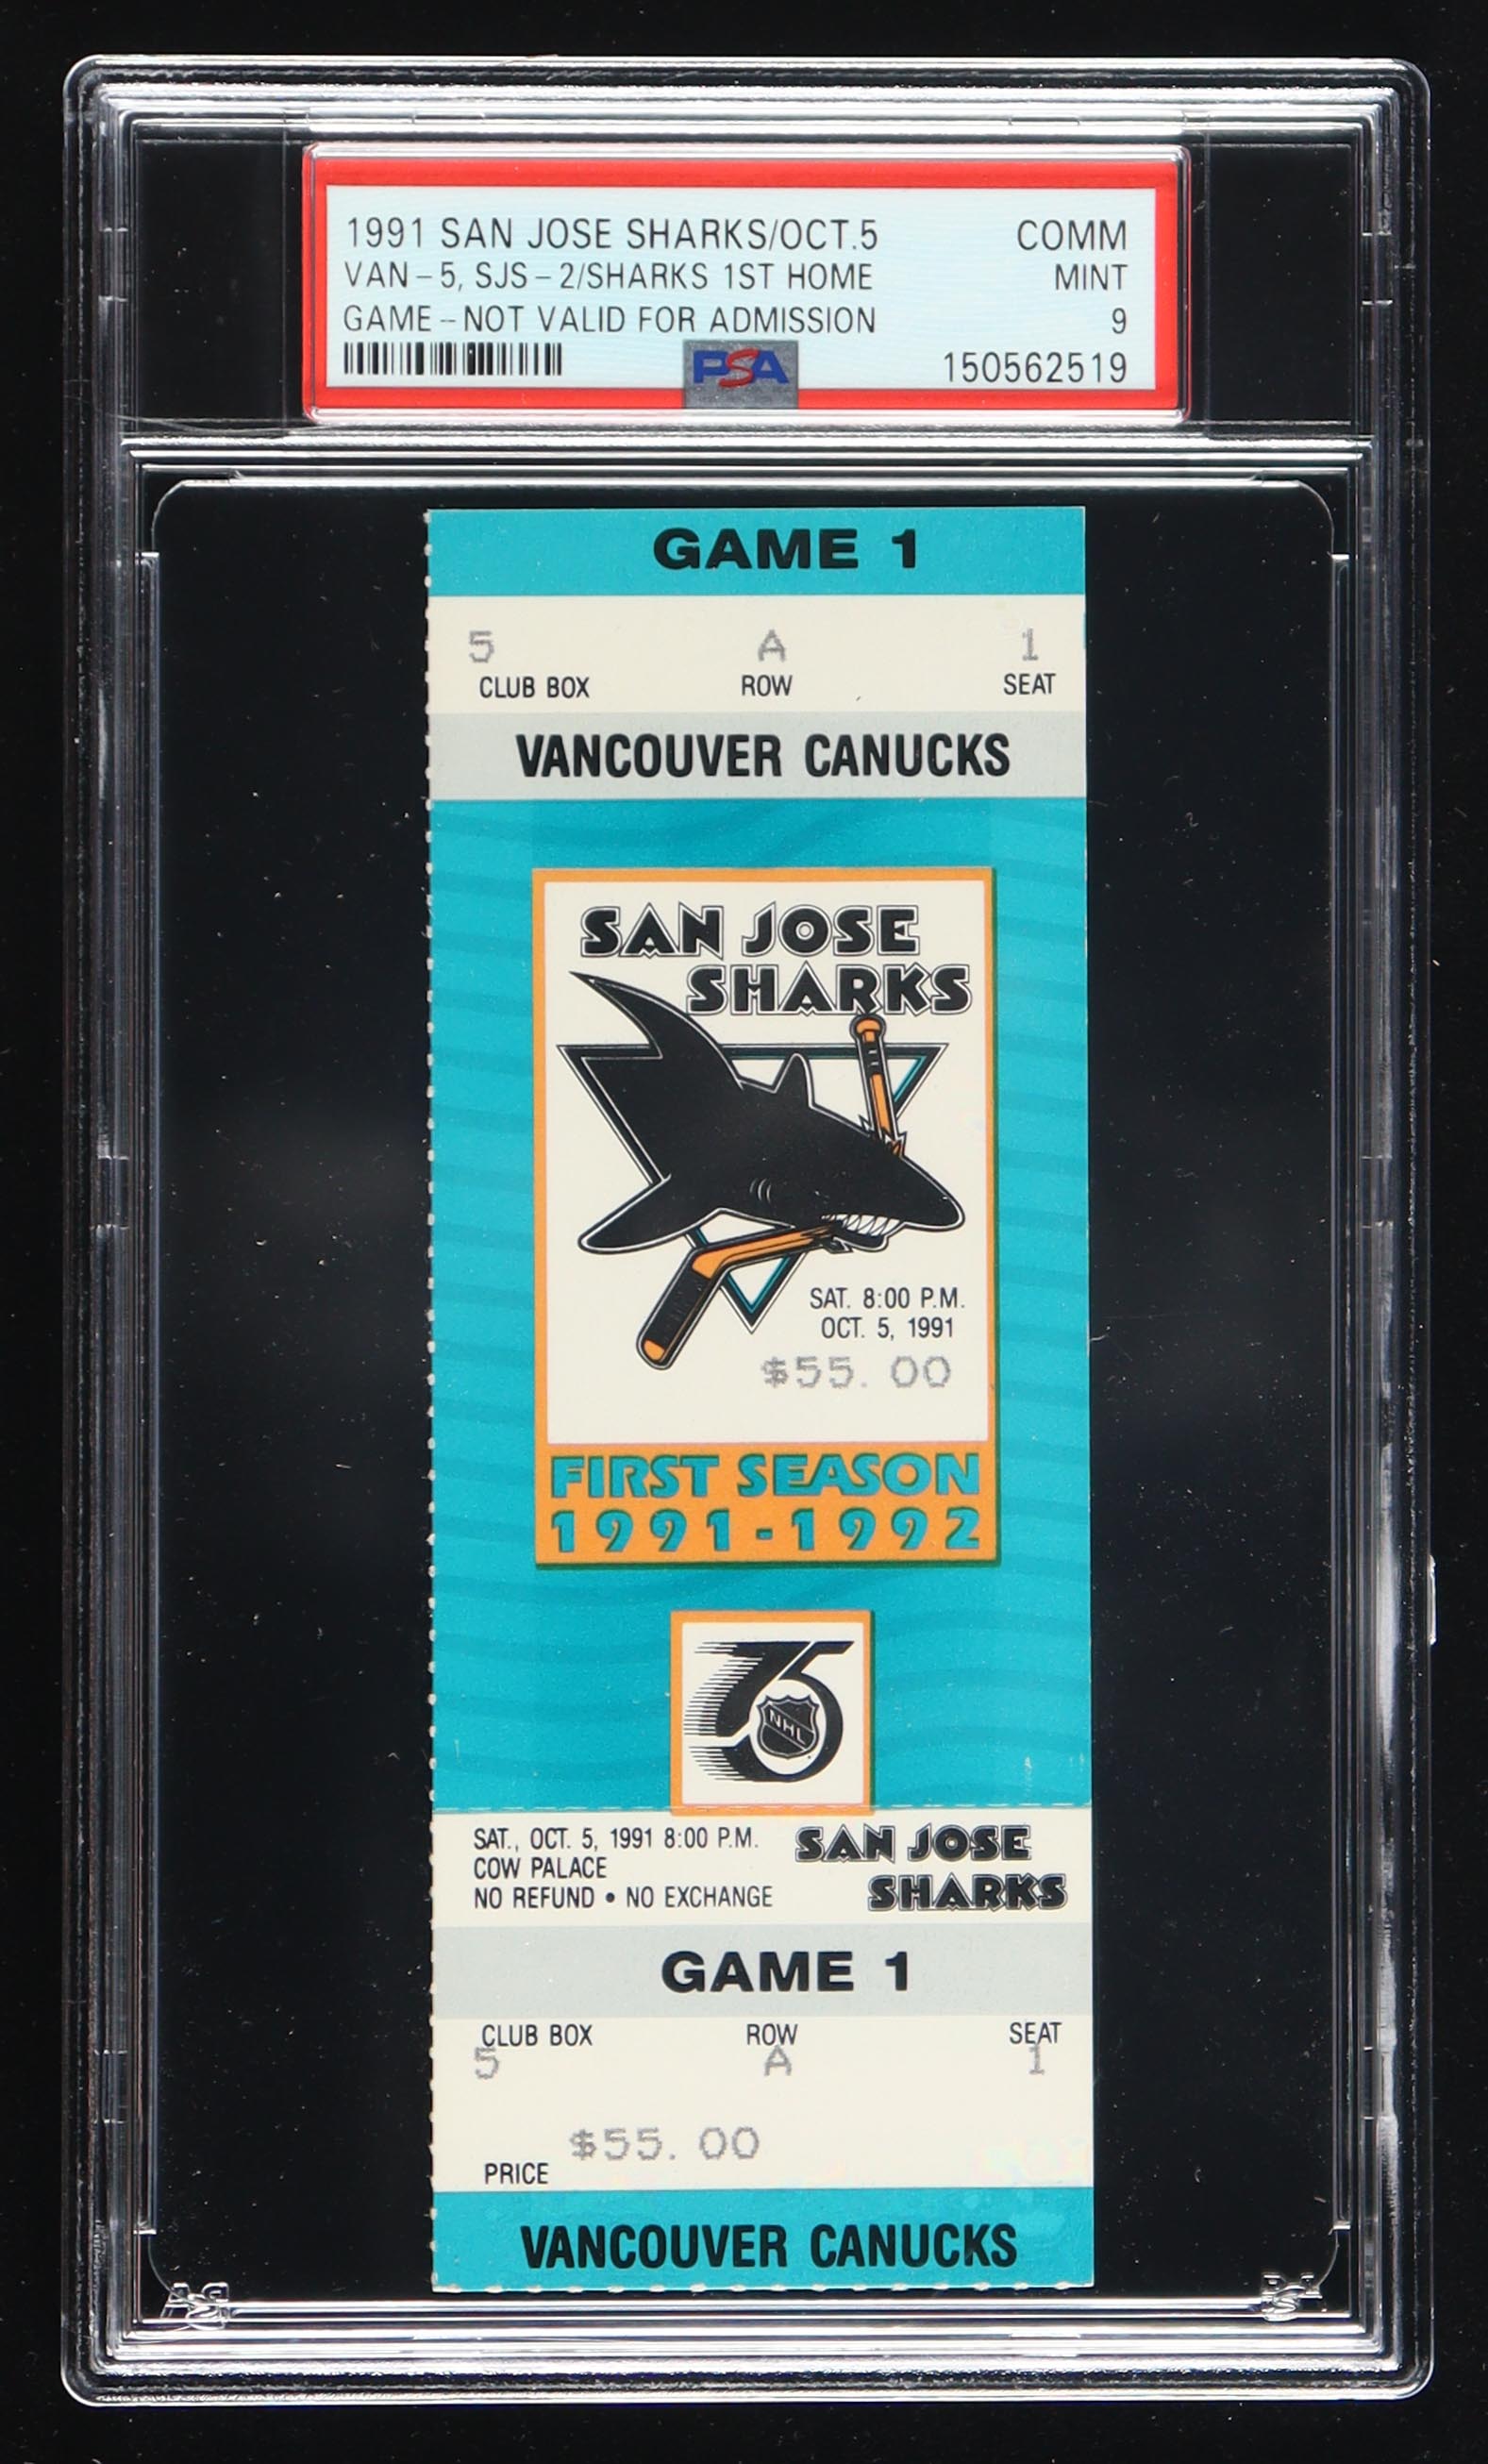 1991 SAN JOSE SHARKS/OCT.5 COMM
VAN-5, SJS-2/SHARKS 1ST HOME MINT
GAME-NOT VALID FOR ADMISSION 9
PSA 150562519
GAME 1
5 A 1
CLUB BOX ROW SEAT
VANCOUVER CANUCKS
SAN JOSE
SHARKS
SAT. 8:00 P.M.
OCT. 5, 1991
$55.00
FIRST SEASON
1991-1992
75
NHL
SAT., OCT. 5, 1991 8:00 P.M.
COW PALACE
NO REFUND • NO EXCHANGE
SAN JOSE
SHARKS
GAME 1
CLUB BOX ROW SEAT
5 A 1
$55.00
PRICE
VANCOUVER CANUCKS
PSA PSA